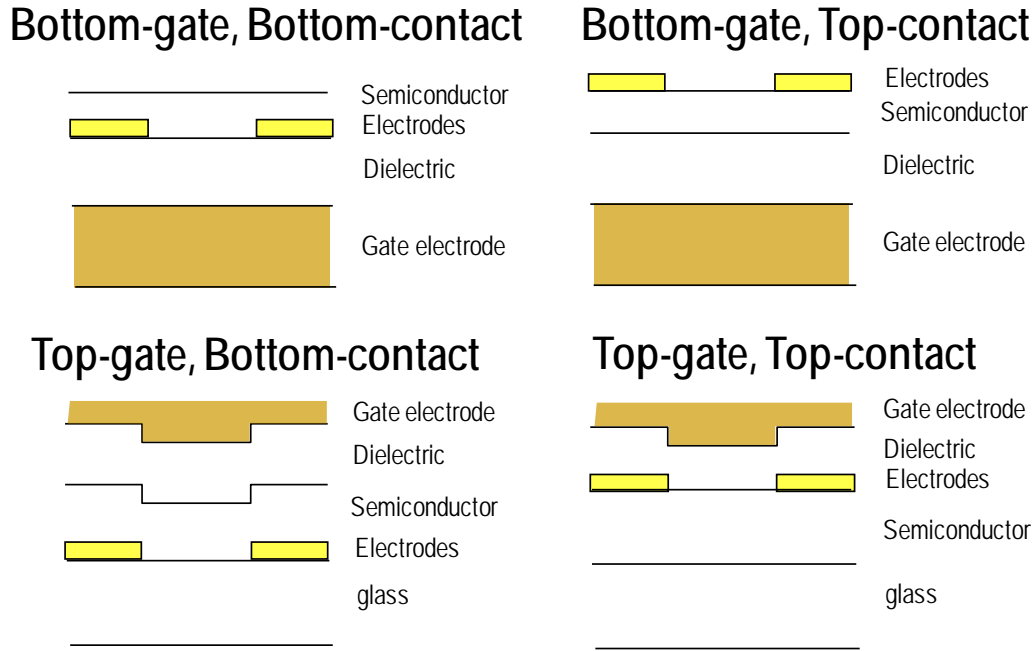 Bottom-gate, Bottom-contact
Semiconductor
Electrodes
Dielectric
Gate electrode
Bottom-gate, Top-contact
Electrodes
Semiconductor
Dielectric
Gate electrode
Top-gate, Bottom-contact
Gate electrode
Dielectric
Semiconductor
Electrodes
glass
Top-gate, Top-contact
Gate electrode
Dielectric
Electrodes
Semiconductor
glass